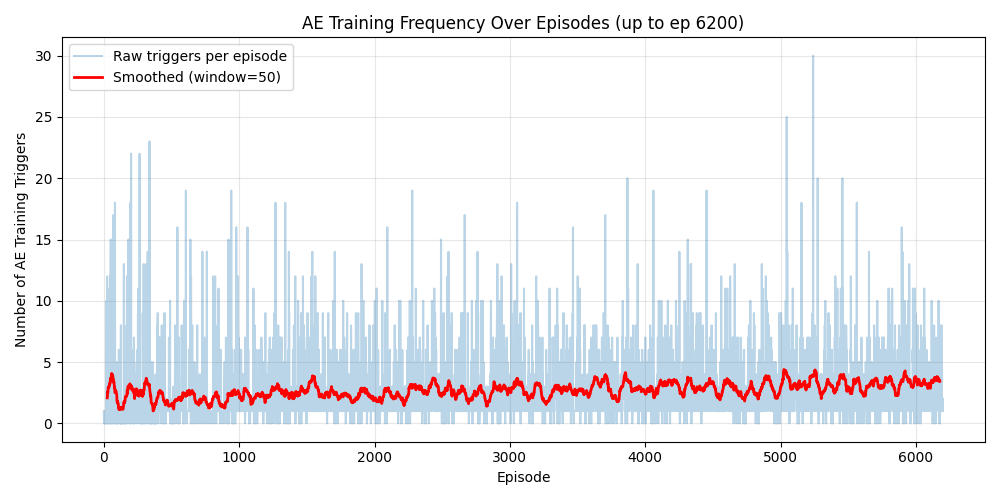 AE Training Frequency Over Episodes (up to ep 6200)
Raw triggers per episode
Smoothed (window=50)
Number of AE Training Triggers
30
25
20
15
10
5
0
0 1000 2000 3000 4000 5000 6000
Episode